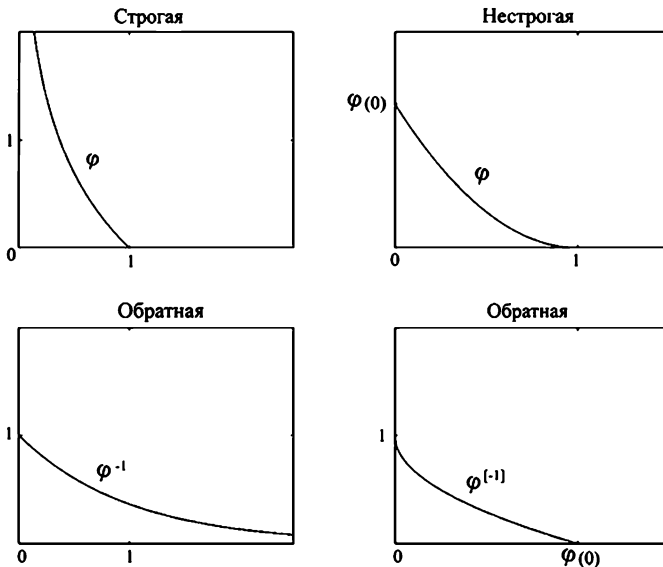 Строгая
1
φ
0
1
Нестрогая
φ(0)
φ
0
1
Обратная
1
φ⁻¹
0
1
Обратная
1
φ[-1]
0
φ(0)